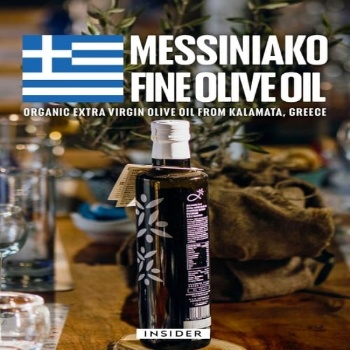 MESSINIAKO
FINE OLIVE OIL
ORGANIC EXTRA VIRGIN OLIVE OIL FROM KALAMATA, GREECE
INSIDER